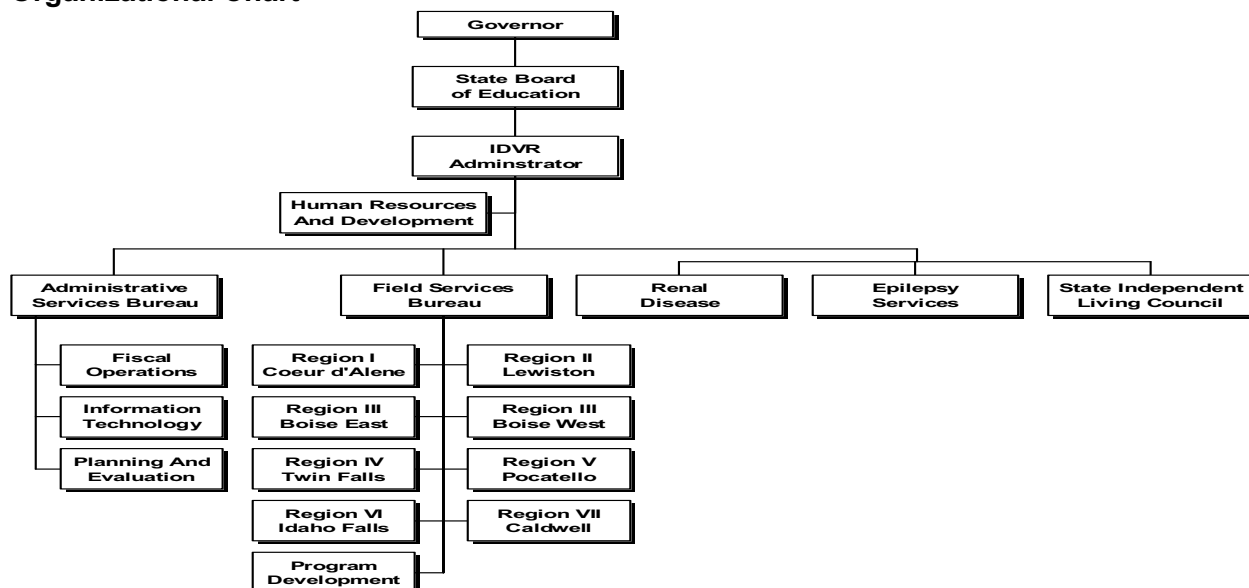 Organizational Chart
Governor
State Board
of Education
IDVR
Adminstrator
Human Resources
And Development
Administrative
Services Bureau
Field Services
Bureau
Renal
Disease
Epilepsy
Services
State Independent
Living Council
Fiscal
Operations
Region I
Coeur d'Alene
Region II
Lewiston
Information
Technology
Region III
Boise East
Region III
Boise West
Planning And
Evaluation
Region IV
Twin Falls
Region V
Pocatello
Region VI
Idaho Falls
Region VII
Caldwell
Program
Development